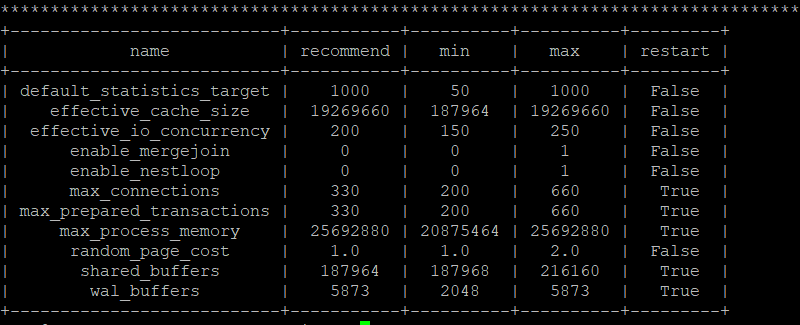 ********************************************************************************
+---------------------------+-------------+----------+----------+---------+
| name | recommend | min | max | restart |
+---------------------------+-------------+----------+----------+---------+
| default_statistics_target | 1000 | 50 | 1000 | False |
| effective_cache_size | 19269660 | 187964 | 19269660 | False |
| effective_io_concurrency | 200 | 150 | 250 | False |
| enable_mergejoin | 0 | 0 | 1 | False |
| enable_nestloop | 0 | 0 | 1 | False |
| max_connections | 330 | 200 | 660 | True |
| max_prepared_transactions | 330 | 200 | 660 | True |
| max_process_memory | 25692880 | 20875464 | 25692880 | True |
| random_page_cost | 1.0 | 1.0 | 2.0 | False |
| shared_buffers | 187964 | 187968 | 216160 | True |
| wal_buffers | 5873 | 2048 | 5873 | True |
+---------------------------+-------------+----------+----------+---------+